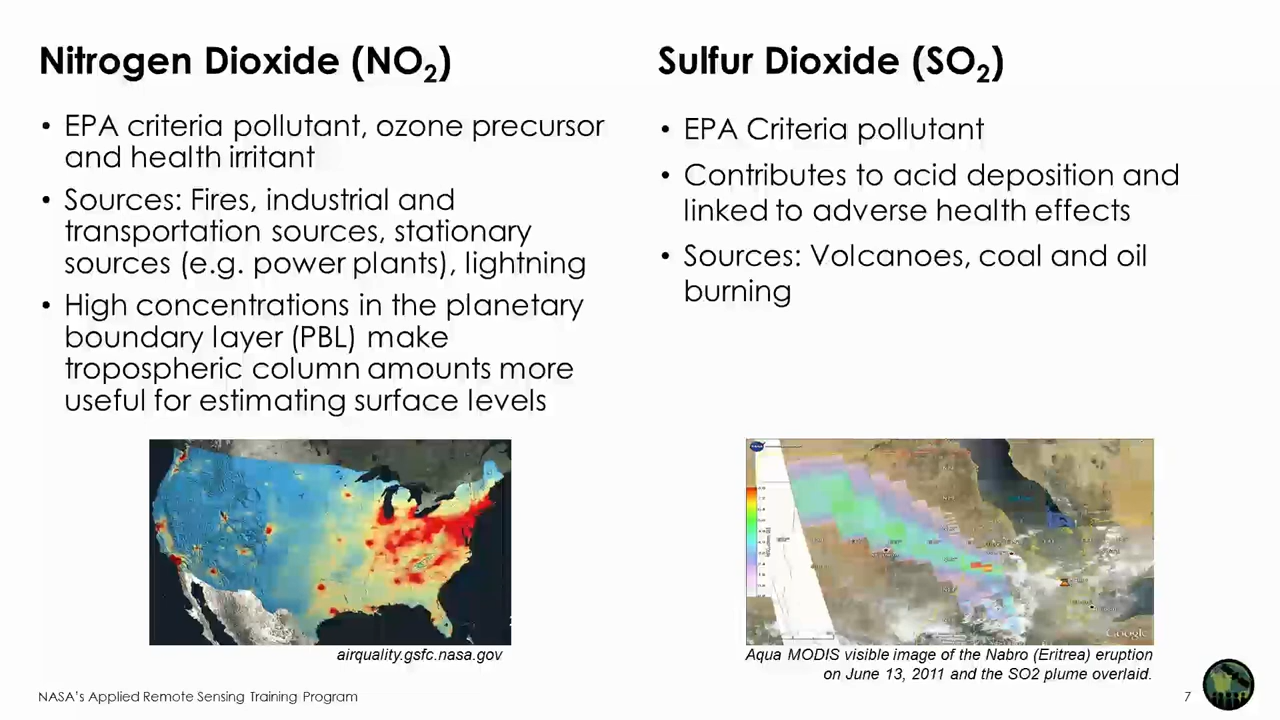 Nitrogen Dioxide (NO₂)
• EPA criteria pollutant, ozone precursor
and health irritant
• Sources: Fires, industrial and
transportation sources, stationary
sources (e.g. power plants), lightning
• High concentrations in the planetary
boundary layer (PBL) make
tropospheric column amounts more
useful for estimating surface levels
airquality.gsfc.nasa.gov
Sulfur Dioxide (SO₂)
• EPA Criteria pollutant
• Contributes to acid deposition and
linked to adverse health effects
• Sources: Volcanoes, coal and oil
burning
Google
Aqua MODIS visible image of the Nabro (Eritrea) eruption
on June 13, 2011 and the SO2 plume overlaid.
NASA's Applied Remote Sensing Training Program
7